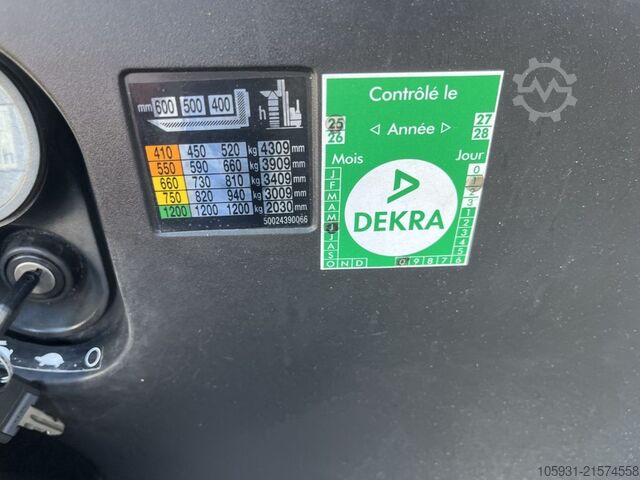 mm 600 500 400 h
410 450 520 kg 4309 mm
550 590 660 kg 3909 mm
660 730 810 kg 3409 mm
750 820 940 kg 3009 mm
1200 1200 1200 kg 2030 mm
50024390066
Contrôlé le
25 26
◁ Année ▷
27 28
Mois
Jour
J F M A M J J A S O N D
0 1 2 3 1 2 3 4 5 6 7 8 9 0
DEKRA
h
105931-21574558